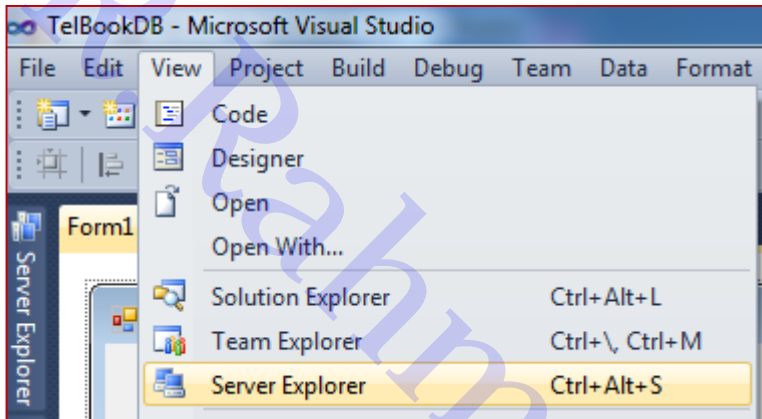 TelBookDB - Microsoft Visual Studio
File Edit View Project Build Debug Team Data Format
Code
Designer
Open
Form1
Open With...
Server Explorer
Solution Explorer Ctrl+Alt+L
Team Explorer Ctrl+\, Ctrl+M
Server Explorer Ctrl+Alt+S